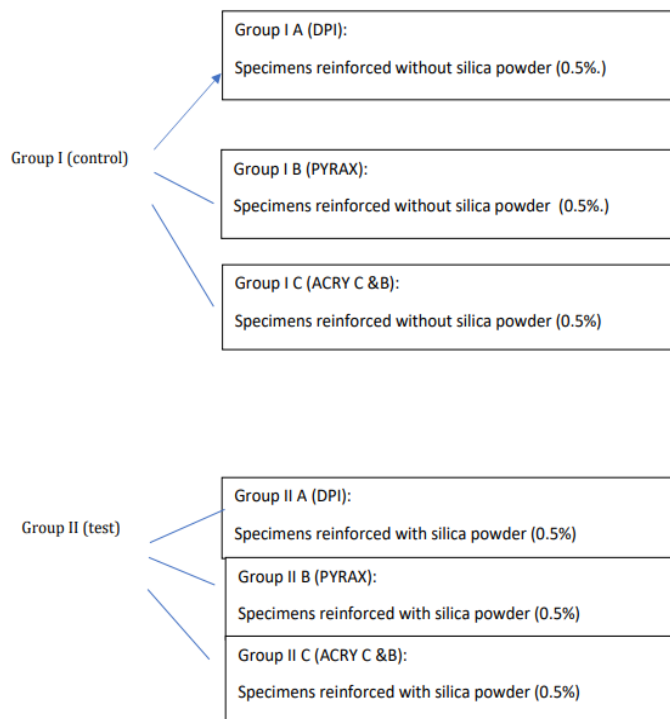 Group I A (DPI):
Specimens reinforced without silica powder (0.5%.)
Group I (control)
Group I B (PYRAX):
Specimens reinforced without silica powder (0.5%.)
Group I C (ACRY C &B):
Specimens reinforced without silica powder (0.5%)
Group II A (DPI):
Group II (test)
Specimens reinforced with silica powder (0.5%)
Group II B (PYRAX):
Specimens reinforced with silica powder (0.5%)
Group II C (ACRY C &B):
Specimens reinforced with silica powder (0.5%)